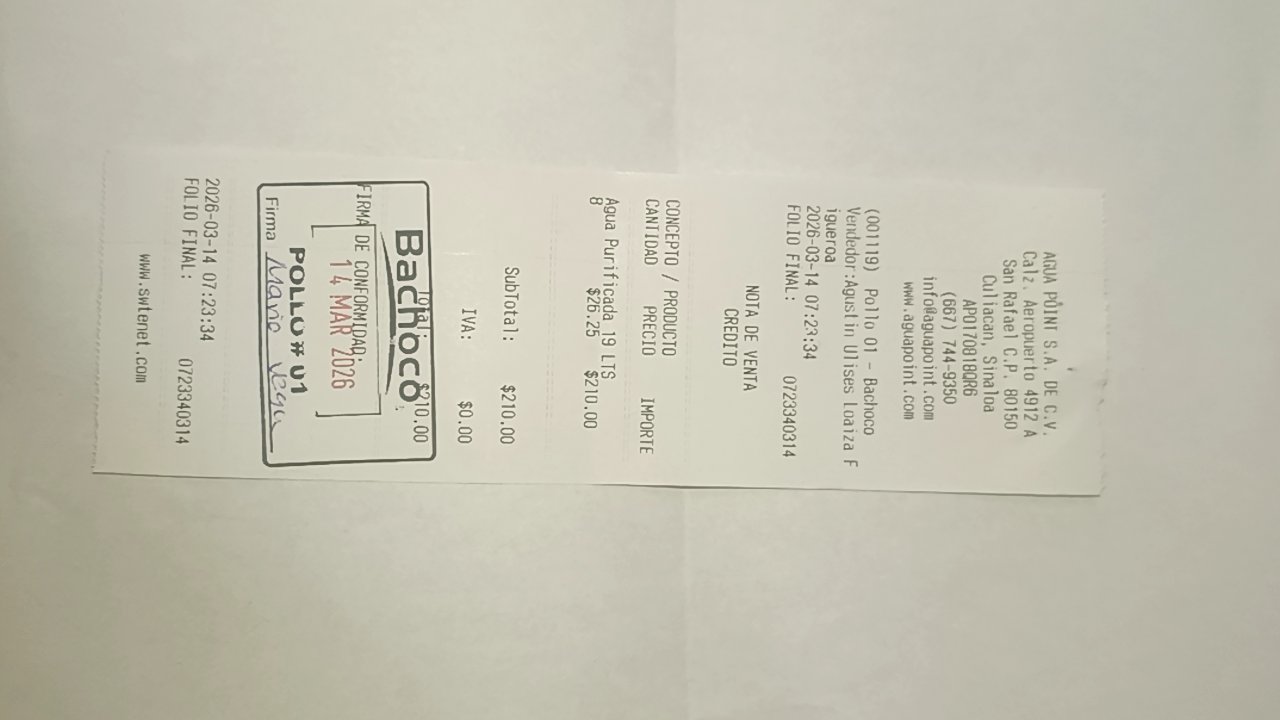 AGUA POINT S.A. DE C.V.
Calz. Aeropuerto 4912 A
San Rafael C.P. 80150
Culiacan, Sinaloa
APO170818QR6
(667) 744-9350
info@aguapoint.com
www.aguapoint.com
(001119) Pollo 01 - Bachoco
Vendedor:Agustin Ulises Loaiza F
igueroa
2026-03-14 07:23:34
FOLIO FINAL: 0723340314
NOTA DE VENTA
CREDITO
CONCEPTO / PRODUCTO
CANTIDAD PRECIO IMPORTE
Agua Purificada 19 LTS
8 $26.25 $210.00
SubTotal: $210.00
IVA: $0.00
Total: $210.00
Bachoco
FIRMA DE CONFORMIDAD:
14 MAR 2026
POLLO # 01
Firma Mario Vega
2026-03-14 07:23:34
FOLIO FINAL: 0723340314
www.swtenet.com